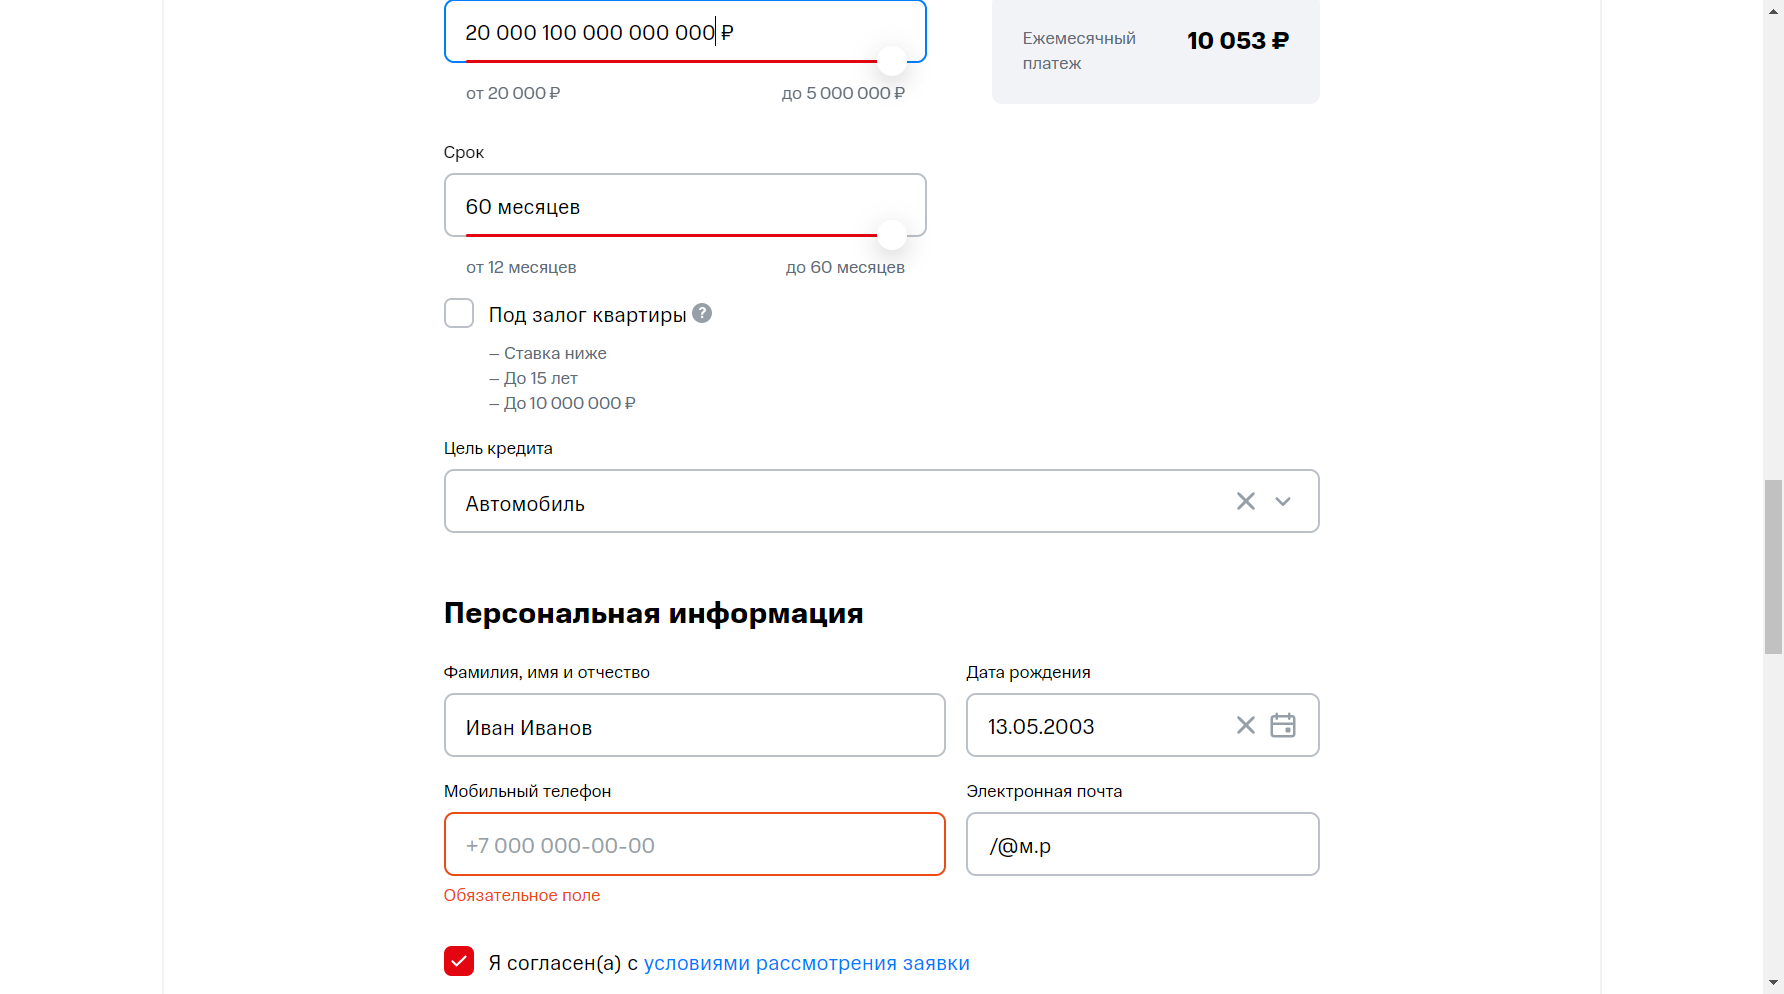 20 000 100 000 000 000 ₽
от 20 000 ₽
до 5 000 000 ₽
Ежемесячный
платеж
10 053 ₽
Срок
60 месяцев
от 12 месяцев
до 60 месяцев
Под залог квартиры ?
– Ставка ниже
– До 15 лет
– До 10 000 000 ₽
Цель кредита
Автомобиль
Персональная информация
Фамилия, имя и отчество
Иван Иванов
Дата рождения
13.05.2003
Мобильный телефон
+7 000 000-00-00
Обязательное поле
Электронная почта
/@м.р
Я согласен(а) с условиями рассмотрения заявки